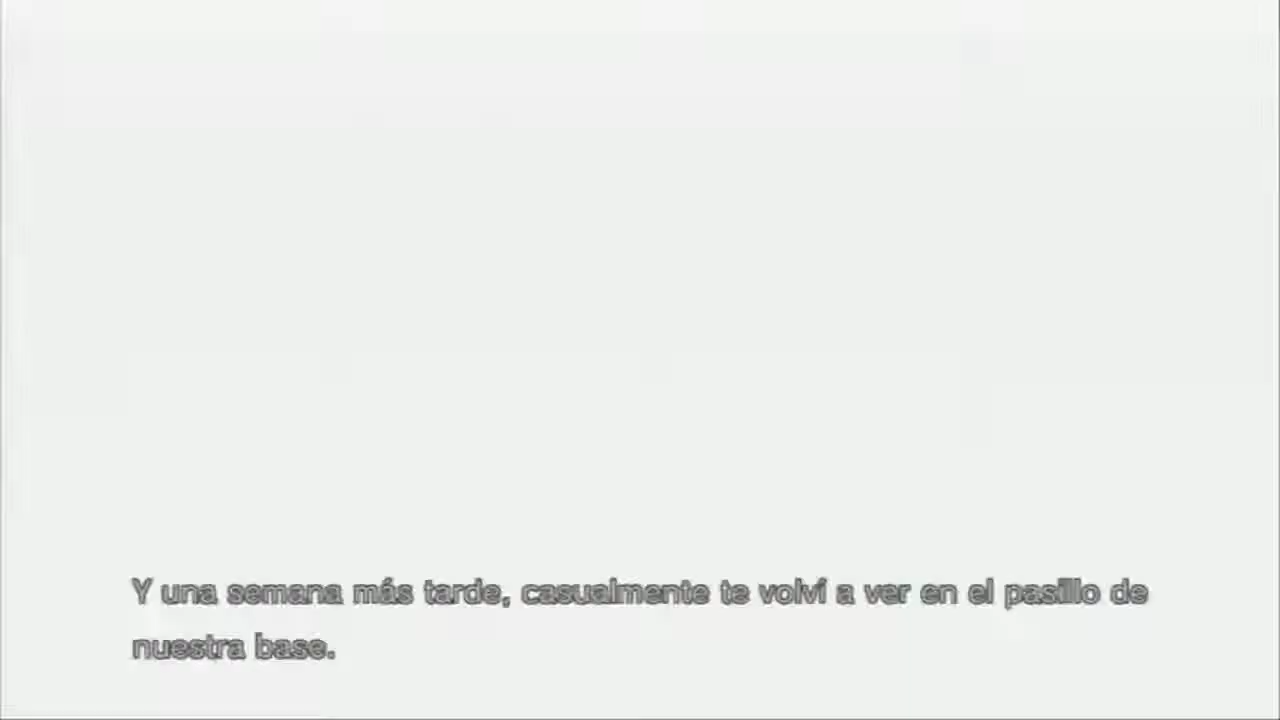 Y una semana más tarde, casualmente te volví a ver en el pasillo de
nuestra base.